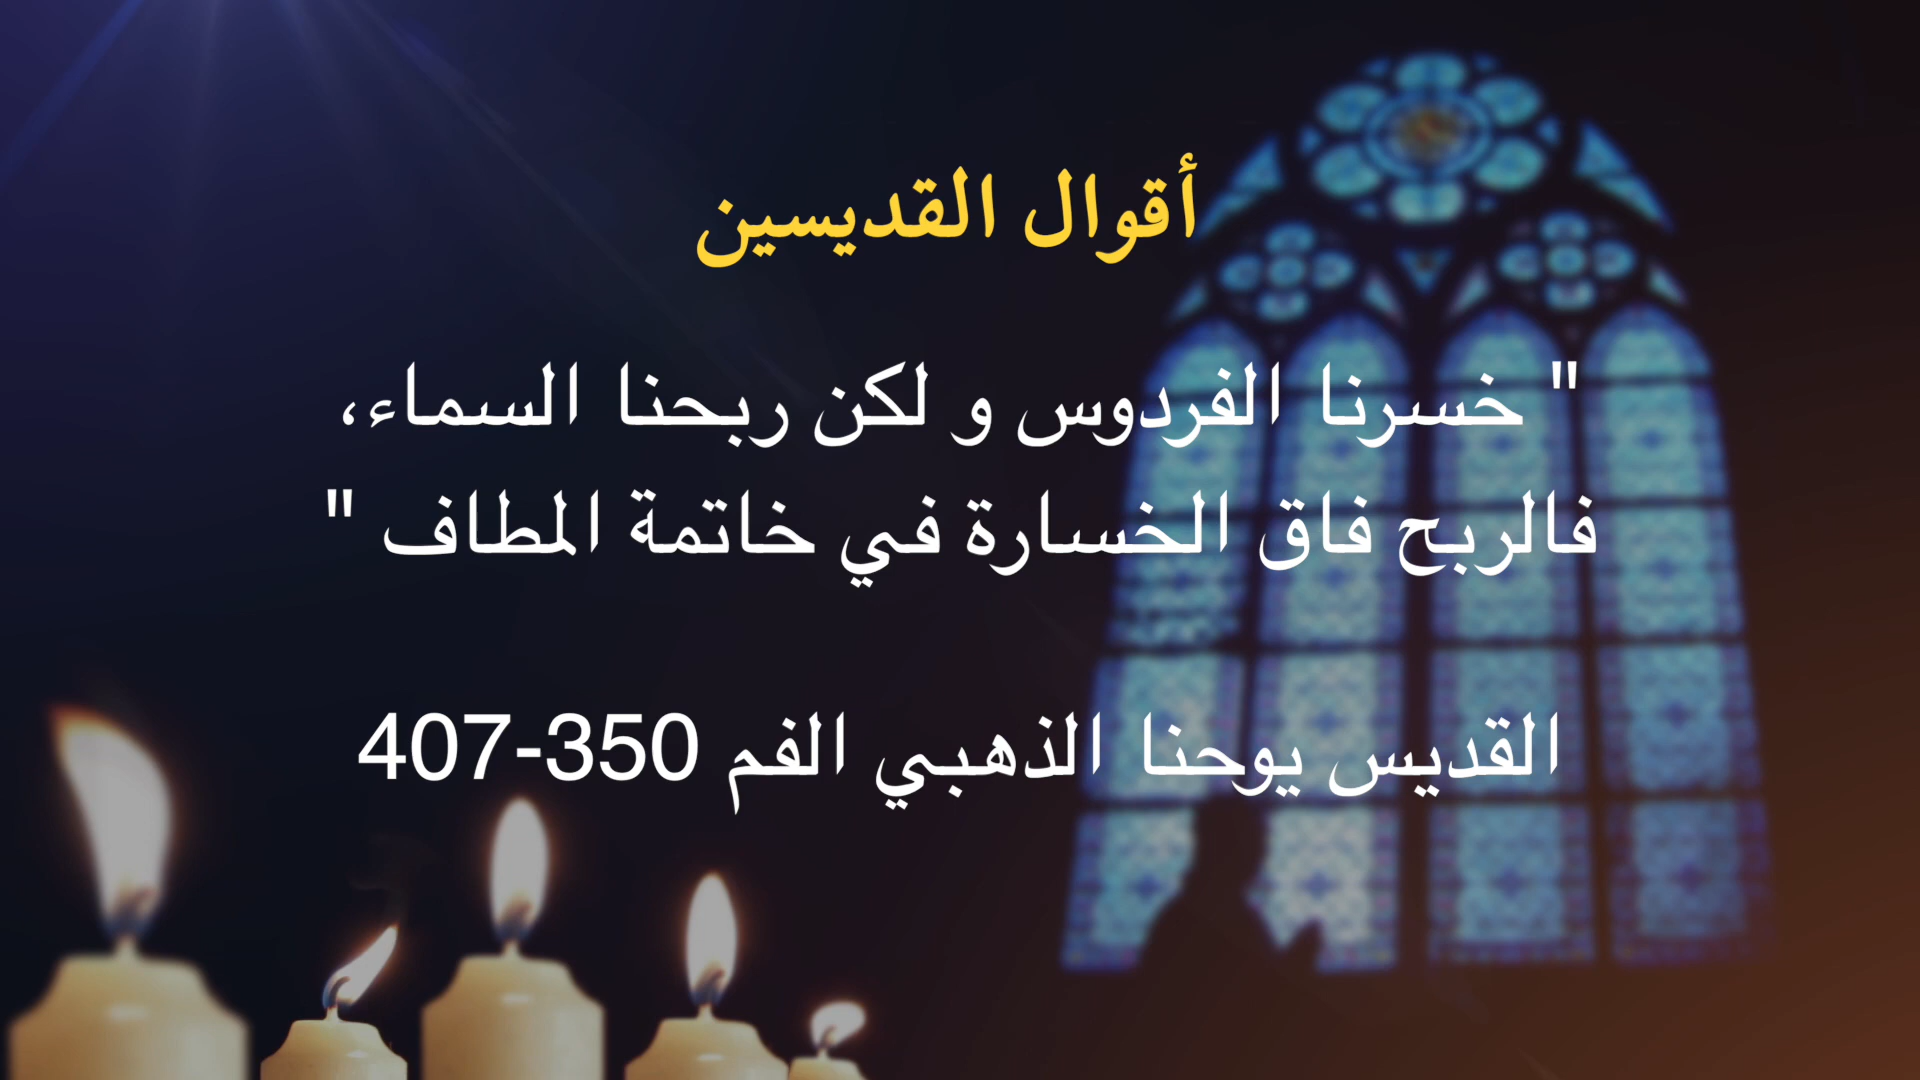 أقوال القديسين
" خسرنا الفردوس و لكن ربحنا السماء،
فالربح فاق الخسارة في خاتمة المطاف "
القديس يوحنا الذهبي الفم 350-407